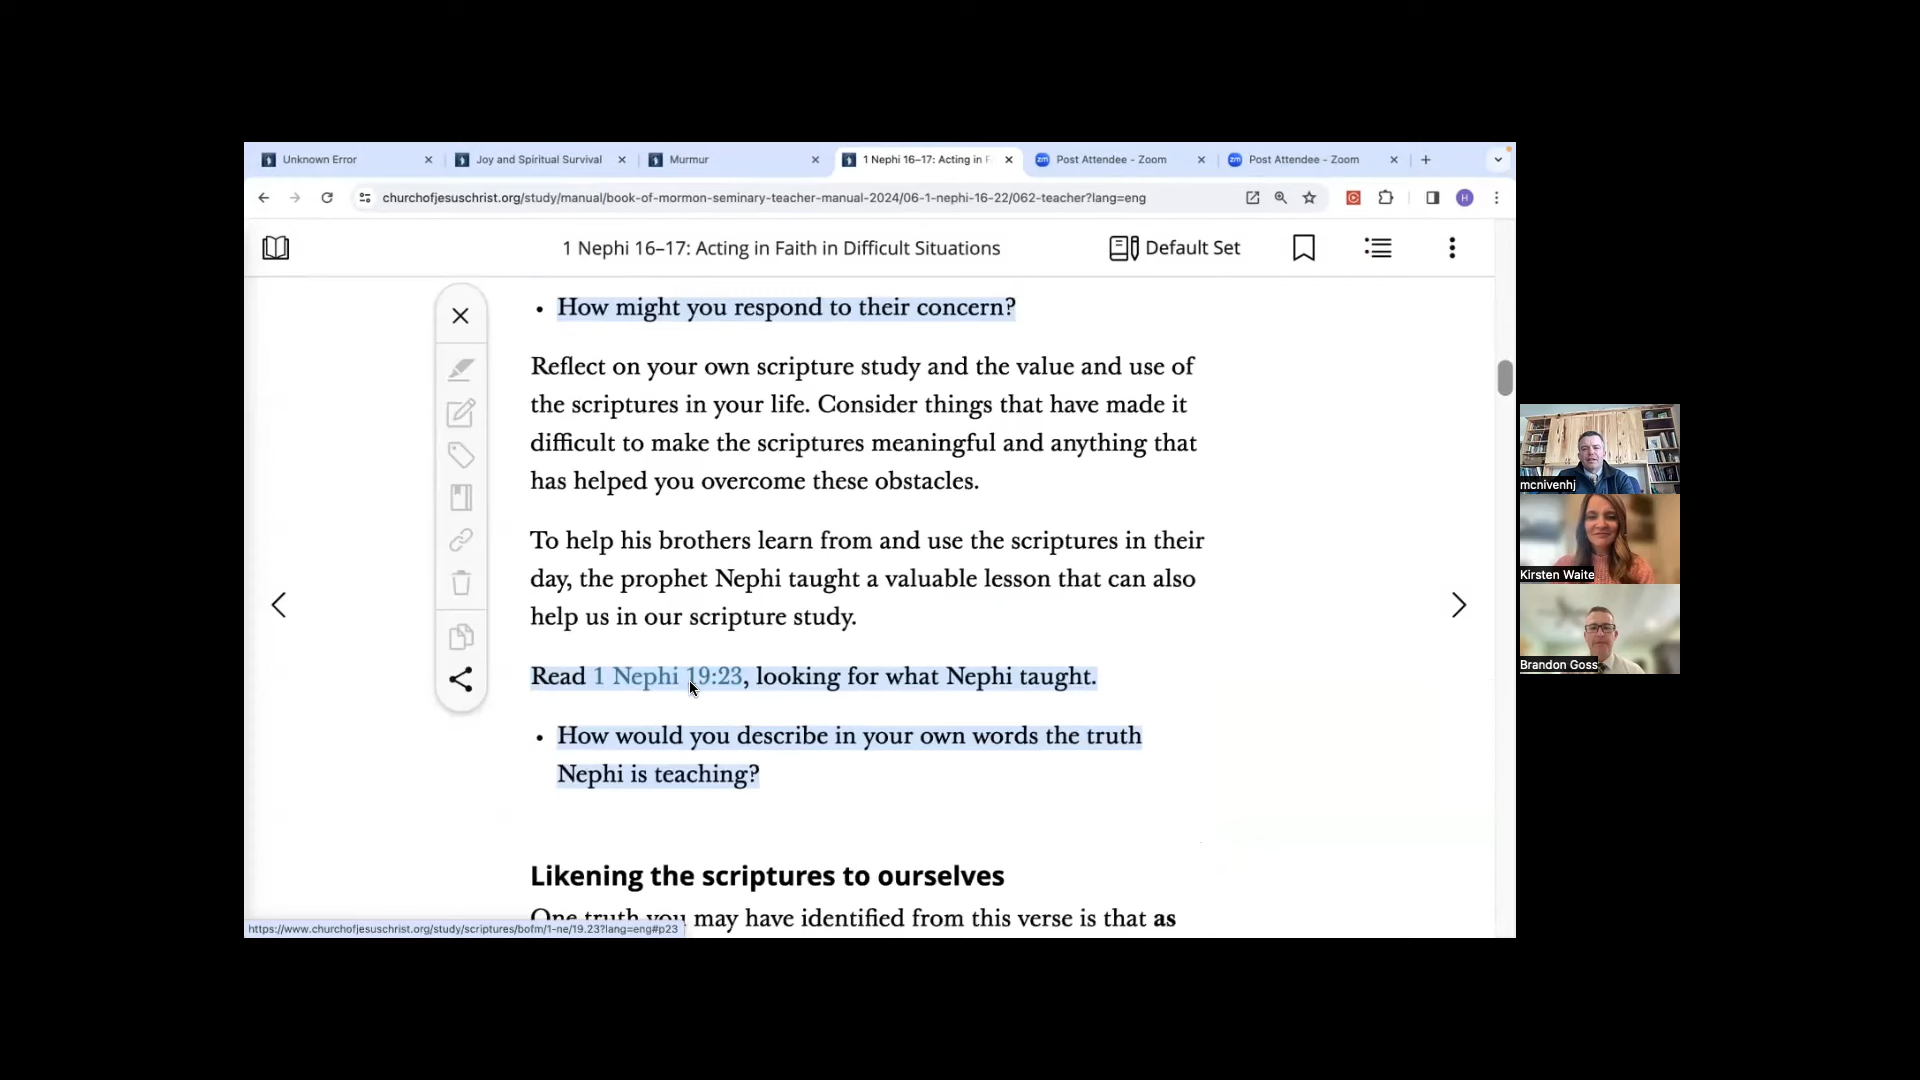 Unknown Error
Joy and Spiritual Survival
Murmur
1 Nephi 16–17: Acting in F
Post Attendee - Zoom
Post Attendee - Zoom
churchofjesuschrist.org/study/manual/book-of-mormon-seminary-teacher-manual-2024/06-1-nephi-16-22/062-teacher?lang=eng
H
1 Nephi 16–17: Acting in Faith in Difficult Situations
Default Set
• How might you respond to their concern?
Reflect on your own scripture study and the value and use of
the scriptures in your life. Consider things that have made it
difficult to make the scriptures meaningful and anything that
has helped you overcome these obstacles.
To help his brothers learn from and use the scriptures in their
day, the prophet Nephi taught a valuable lesson that can also
help us in our scripture study.
Read 1 Nephi 19:23, looking for what Nephi taught.
• How would you describe in your own words the truth
Nephi is teaching?
Likening the scriptures to ourselves
One truth you may have identified from this verse is that as
https://www.churchofjesuschrist.org/study/scriptures/bofm/1-ne/19.23?lang=eng#p23
mcnivenhj
Kirsten Waite
Brandon Goss